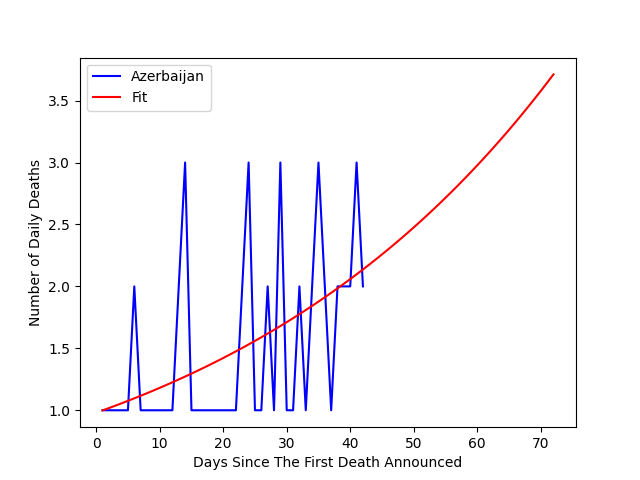 Azerbaijan
Fit
3.5
3.0
2.5
2.0
1.5
1.0
Number of Daily Deaths
0 10 20 30 40 50 60 70
Days Since The First Death Announced